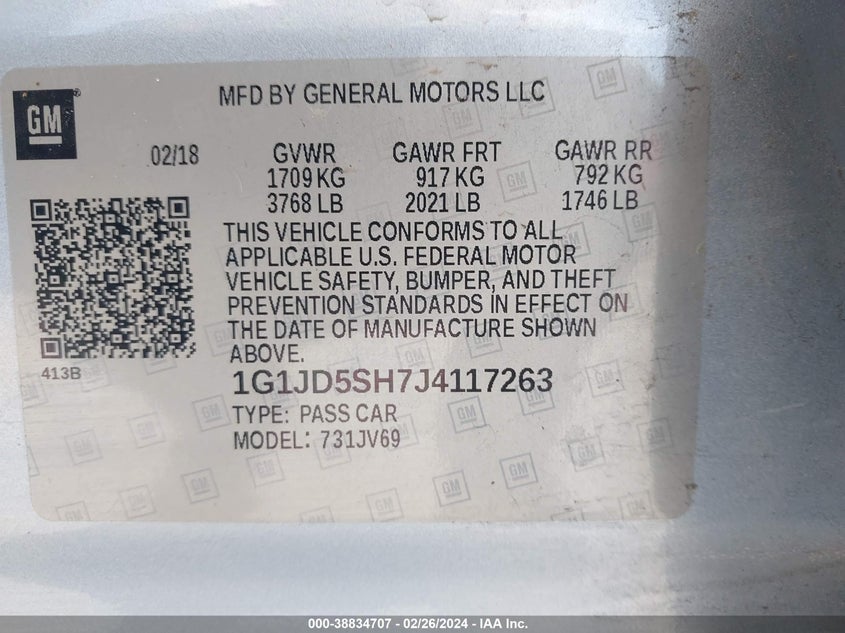 MFD BY GENERAL MOTORS LLC
GM
02/18 GVWR GAWR FRT GAWR RR
1709 KG 917 KG 792 KG
3768 LB 2021 LB 1746 LB
THIS VEHICLE CONFORMS TO ALL
APPLICABLE U.S. FEDERAL MOTOR
VEHICLE SAFETY, BUMPER, AND THEFT
PREVENTION STANDARDS IN EFFECT ON
THE DATE OF MANUFACTURE SHOWN
ABOVE.
413B
1G1JD5SH7J4117263
TYPE: PASS CAR
MODEL: 731JV69
000-38834707 - 02/26/2024 - IAA Inc.